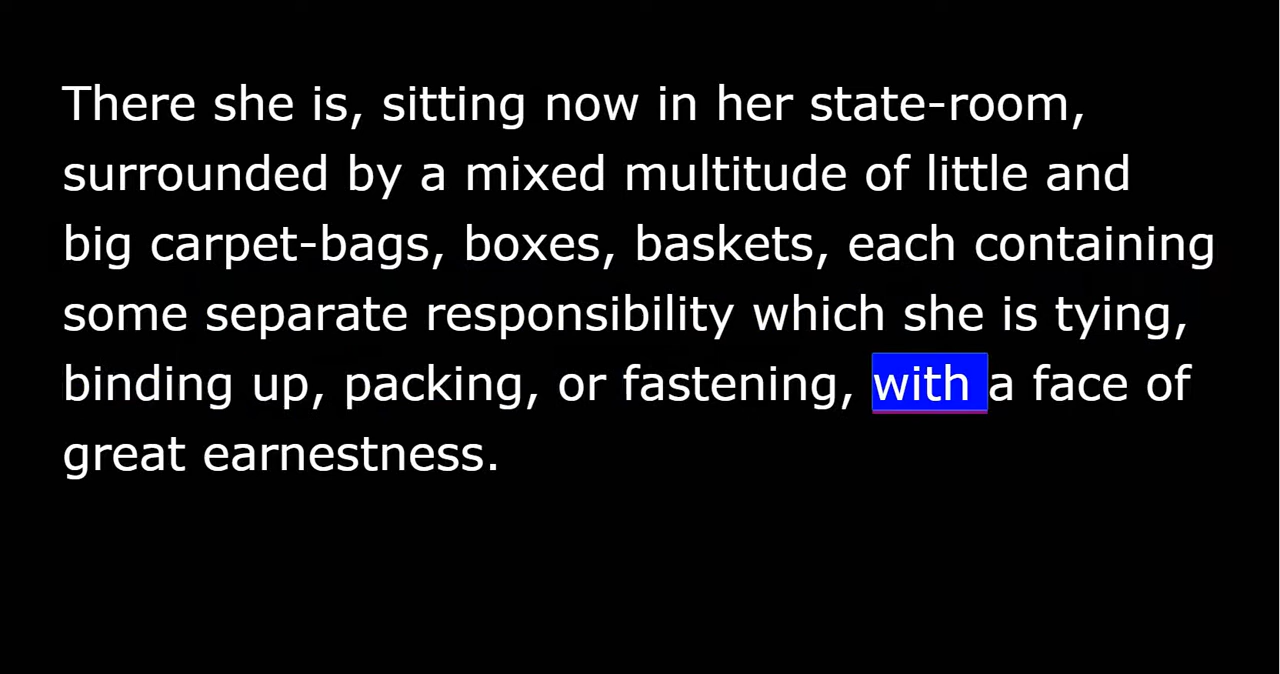 There she is, sitting now in her state-room,
surrounded by a mixed multitude of little and
big carpet-bags, boxes, baskets, each containing
some separate responsibility which she is tying,
binding up, packing, or fastening, with a face of
great earnestness.